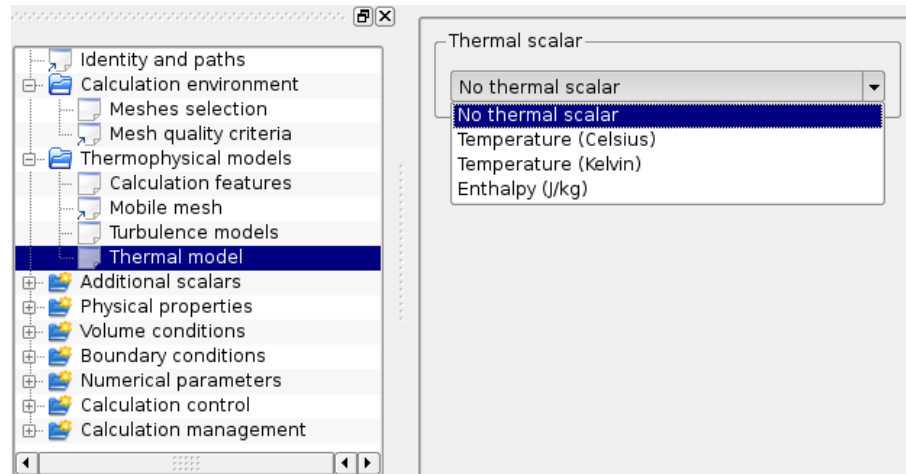 Identity and paths
Calculation environment
Meshes selection
Mesh quality criteria
Thermophysical models
Calculation features
Mobile mesh
Turbulence models
Thermal model
Additional scalars
Physical properties
Volume conditions
Boundary conditions
Numerical parameters
Calculation control
Calculation management
Thermal scalar
No thermal scalar
No thermal scalar
Temperature (Celsius)
Temperature (Kelvin)
Enthalpy (J/kg)